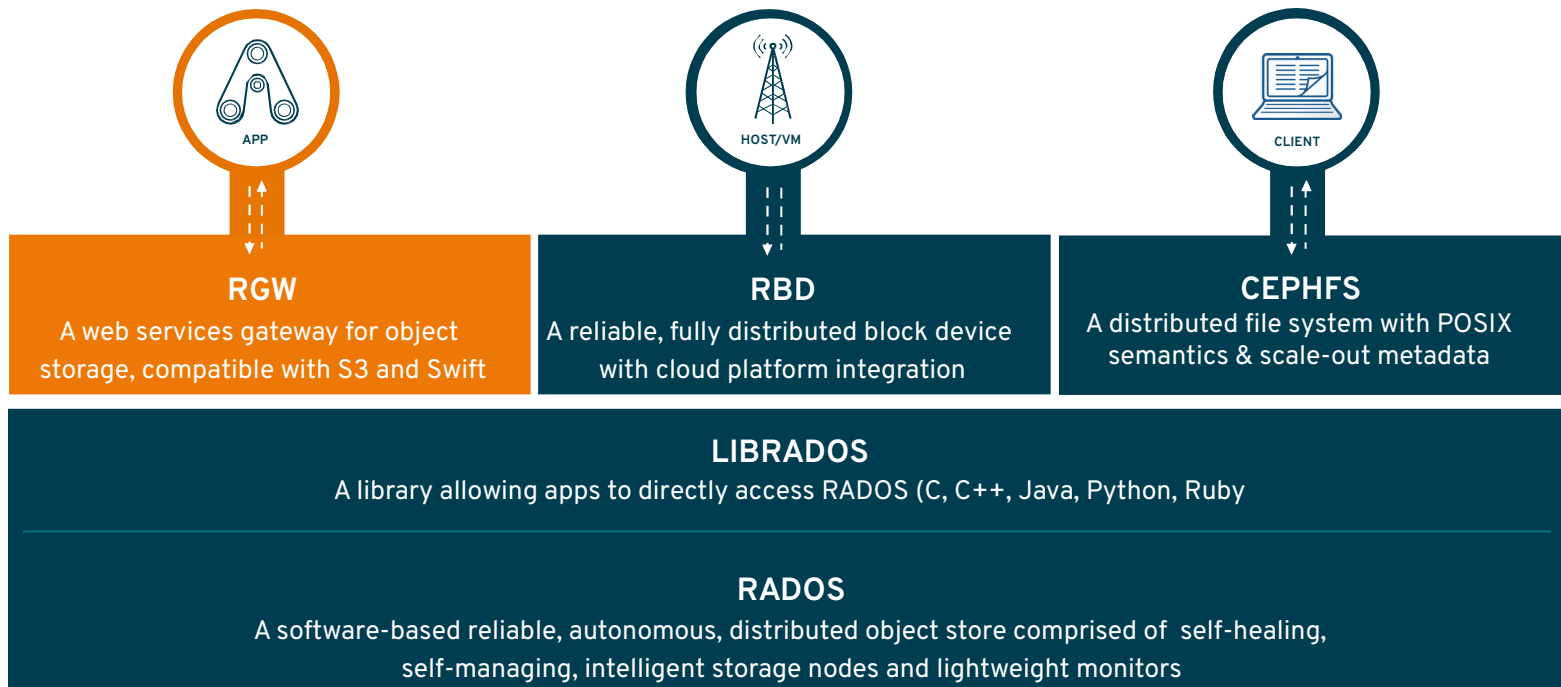 APP
HOST/VM
CLIENT
RGW
A web services gateway for object
storage, compatible with S3 and Swift
RBD
A reliable, fully distributed block device
with cloud platform integration
CEPHFS
A distributed file system with POSIX
semantics & scale-out metadata
LIBRADOS
A library allowing apps to directly access RADOS (C, C++, Java, Python, Ruby
RADOS
A software-based reliable, autonomous, distributed object store comprised of self-healing,
self-managing, intelligent storage nodes and lightweight monitors